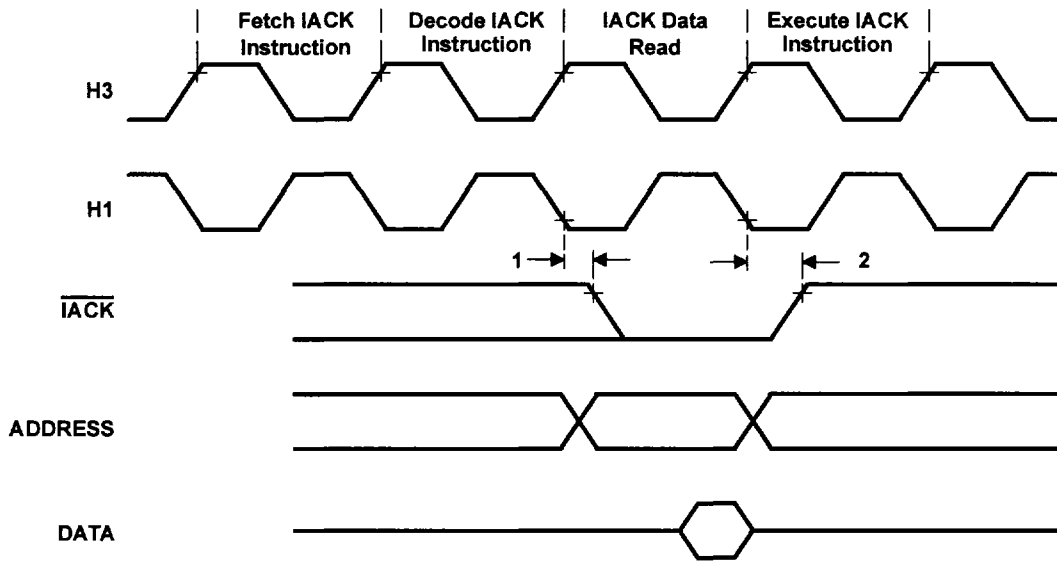 Fetch IACK
Instruction
Decode IACK
Instruction
IACK Data
Read
Execute IACK
Instruction
H3
H1
1
2
IACK
ADDRESS
DATA